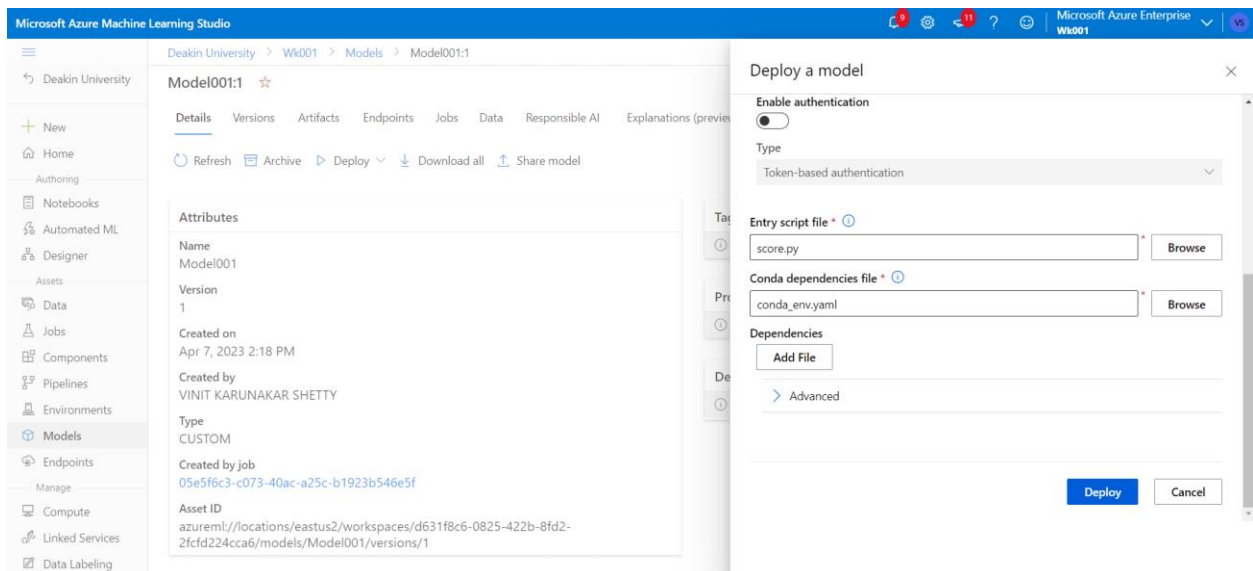 Microsoft Azure Machine Learning Studio
9
11
?
Microsoft Azure Enterprise
Wk001
VS
Deakin University
New
Home
Authoring
Notebooks
Automated ML
Designer
Assets
Data
Jobs
Components
Pipelines
Environments
Models
Endpoints
Manage
Compute
Linked Services
Data Labeling
Deakin University > Wk001 > Models > Model001:1
Model001:1
Details Versions Artifacts Endpoints Jobs Data Responsible AI Explanations (preview
Refresh Archive Deploy Download all Share model
Attributes
Name
Model001
Version
1
Created on
Apr 7, 2023 2:18 PM
Created by
VINIT KARUNAKAR SHETTY
Type
CUSTOM
Created by job
05e5f6c3-c073-40ac-a25c-b1923b546e5f
Asset ID
azureml://locations/eastus2/workspaces/d631f8c6-0825-422b-8fd2-
2fcfd224cca6/models/Model001/versions/1
Deploy a model
Enable authentication
Type
Token-based authentication
Entry script file *
score.py * Browse
Conda dependencies file *
conda_env.yaml * Browse
Dependencies
Add File
Advanced
Deploy Cancel